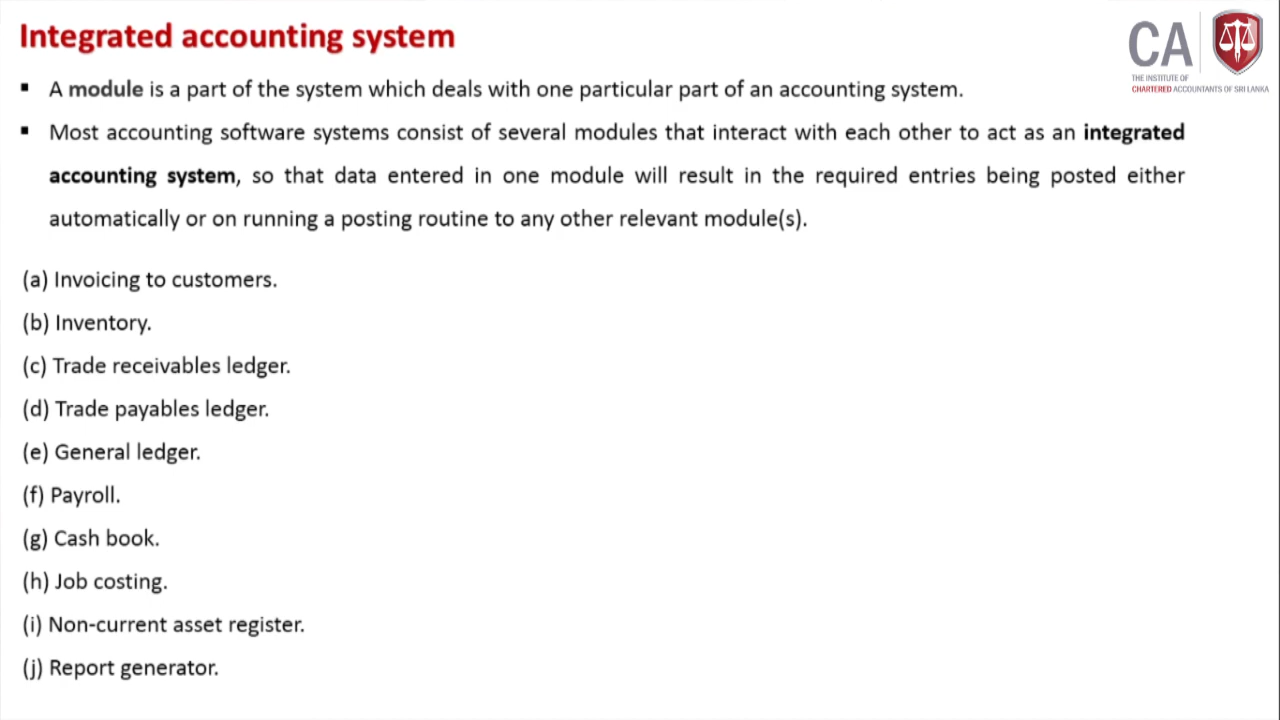 Integrated accounting system
CA
THE INSTITUTE OF
CHARTERED ACCOUNTANTS OF SRI LANKA
▪ A module is a part of the system which deals with one particular part of an accounting system.
▪ Most accounting software systems consist of several modules that interact with each other to act as an integrated
accounting system, so that data entered in one module will result in the required entries being posted either
automatically or on running a posting routine to any other relevant module(s).
(a) Invoicing to customers.
(b) Inventory.
(c) Trade receivables ledger.
(d) Trade payables ledger.
(e) General ledger.
(f) Payroll.
(g) Cash book.
(h) Job costing.
(i) Non-current asset register.
(j) Report generator.